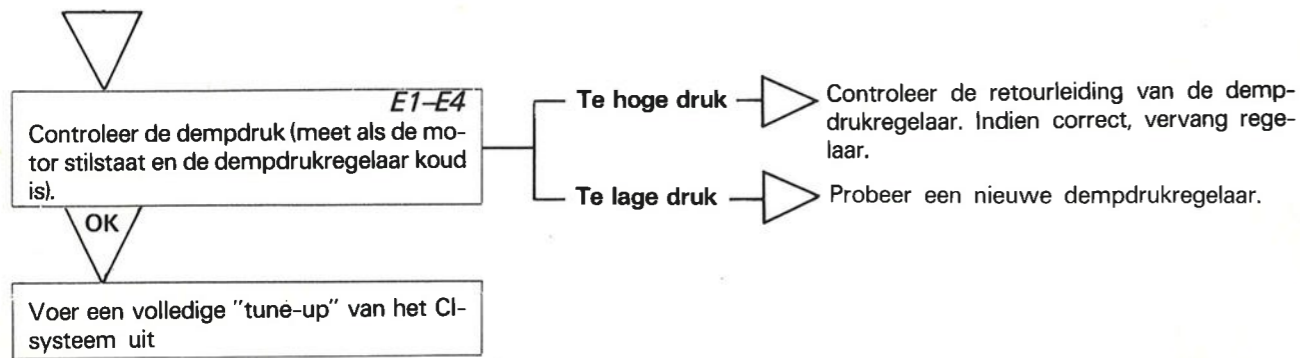 E1–E4
Controleer de dempdruk (meet als de mo-
tor stilstaat en de dempdrukregelaar koud
is).
Te hoge druk
Controleer de retourleiding van de demp-
drukregelaar. Indien correct, vervang rege-
laar.
Te lage druk
Probeer een nieuwe dempdrukregelaar.
OK
Voer een volledige "tune-up" van het CI-
systeem uit